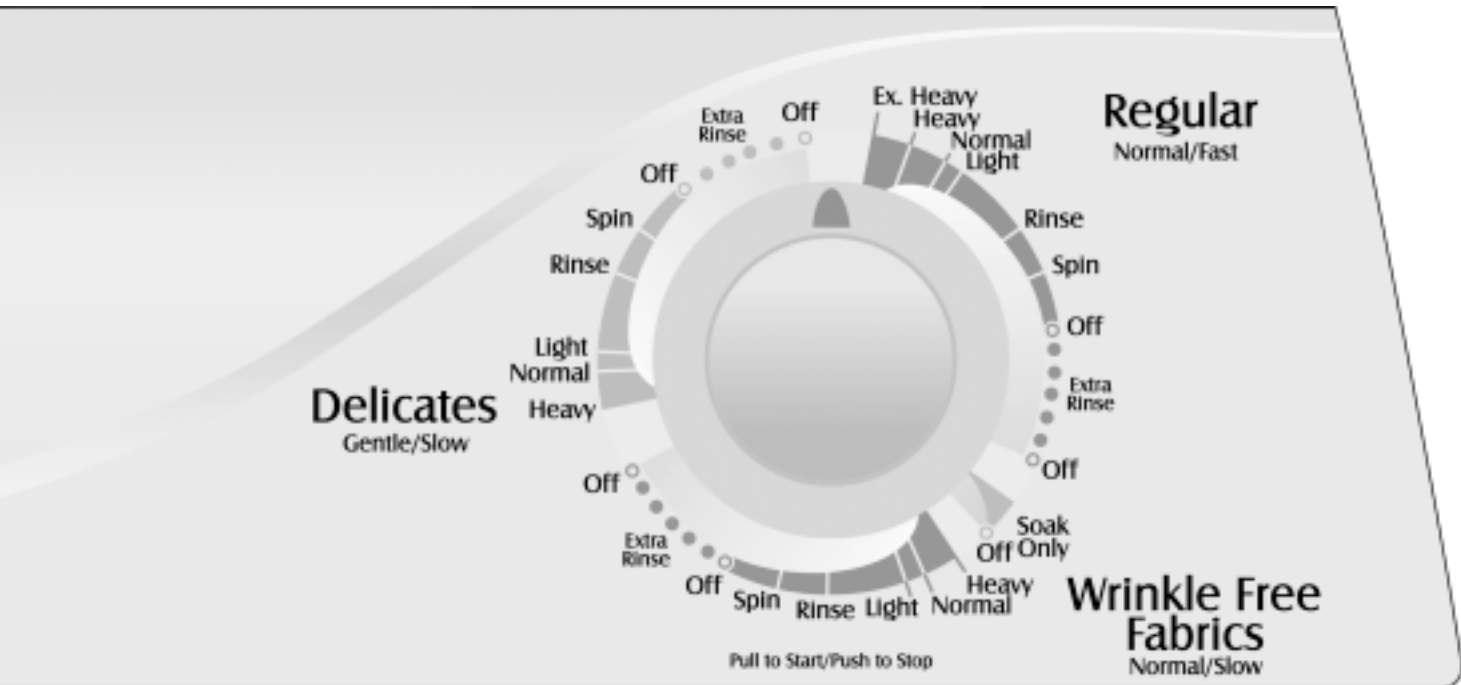 Regular
Normal/Fast
Ex. Heavy
Heavy
Normal
Light
Rinse
Spin
Off
Extra
Rinse
Off
Soak
Only
Off
Wrinkle Free
Fabrics
Normal/Slow
Heavy
Normal
Light
Rinse
Spin
Off
Extra
Rinse
Off
Delicates
Gentle/Slow
Heavy
Normal
Light
Rinse
Spin
Off
Extra
Rinse
Off
Pull to Start/Push to Stop